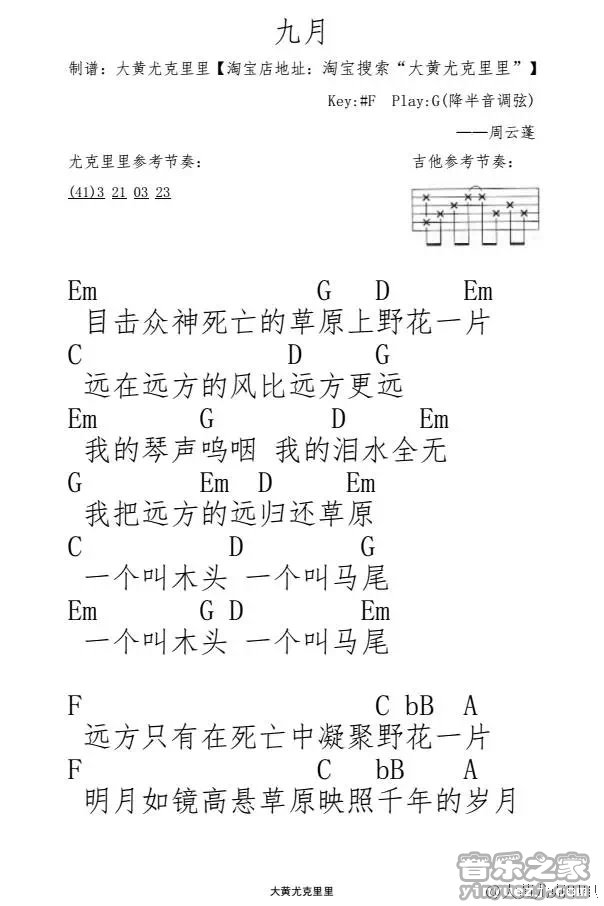 九月
制谱：大黄尤克里里【淘宝店地址：淘宝搜索“大黄尤克里里”】
Key:#F Play:G(降半音调弦)
——周云蓬
尤克里里参考节奏： 吉他参考节奏：
(41)3 21 03 23
Em G D Em
目击众神死亡的草原上野花一片
C D G
远在远方的风比远方更远
Em G D Em
我的琴声呜咽 我的泪水全无
G Em D Em
我把远方的远归还草原
C D G
一个叫木头 一个叫马尾
Em G D Em
一个叫木头 一个叫马尾
F C bB A
远方只有在死亡中凝聚野花一片
F C bB A
明月如镜高悬草原映照千年的岁月
大黄尤克里里
音乐之家